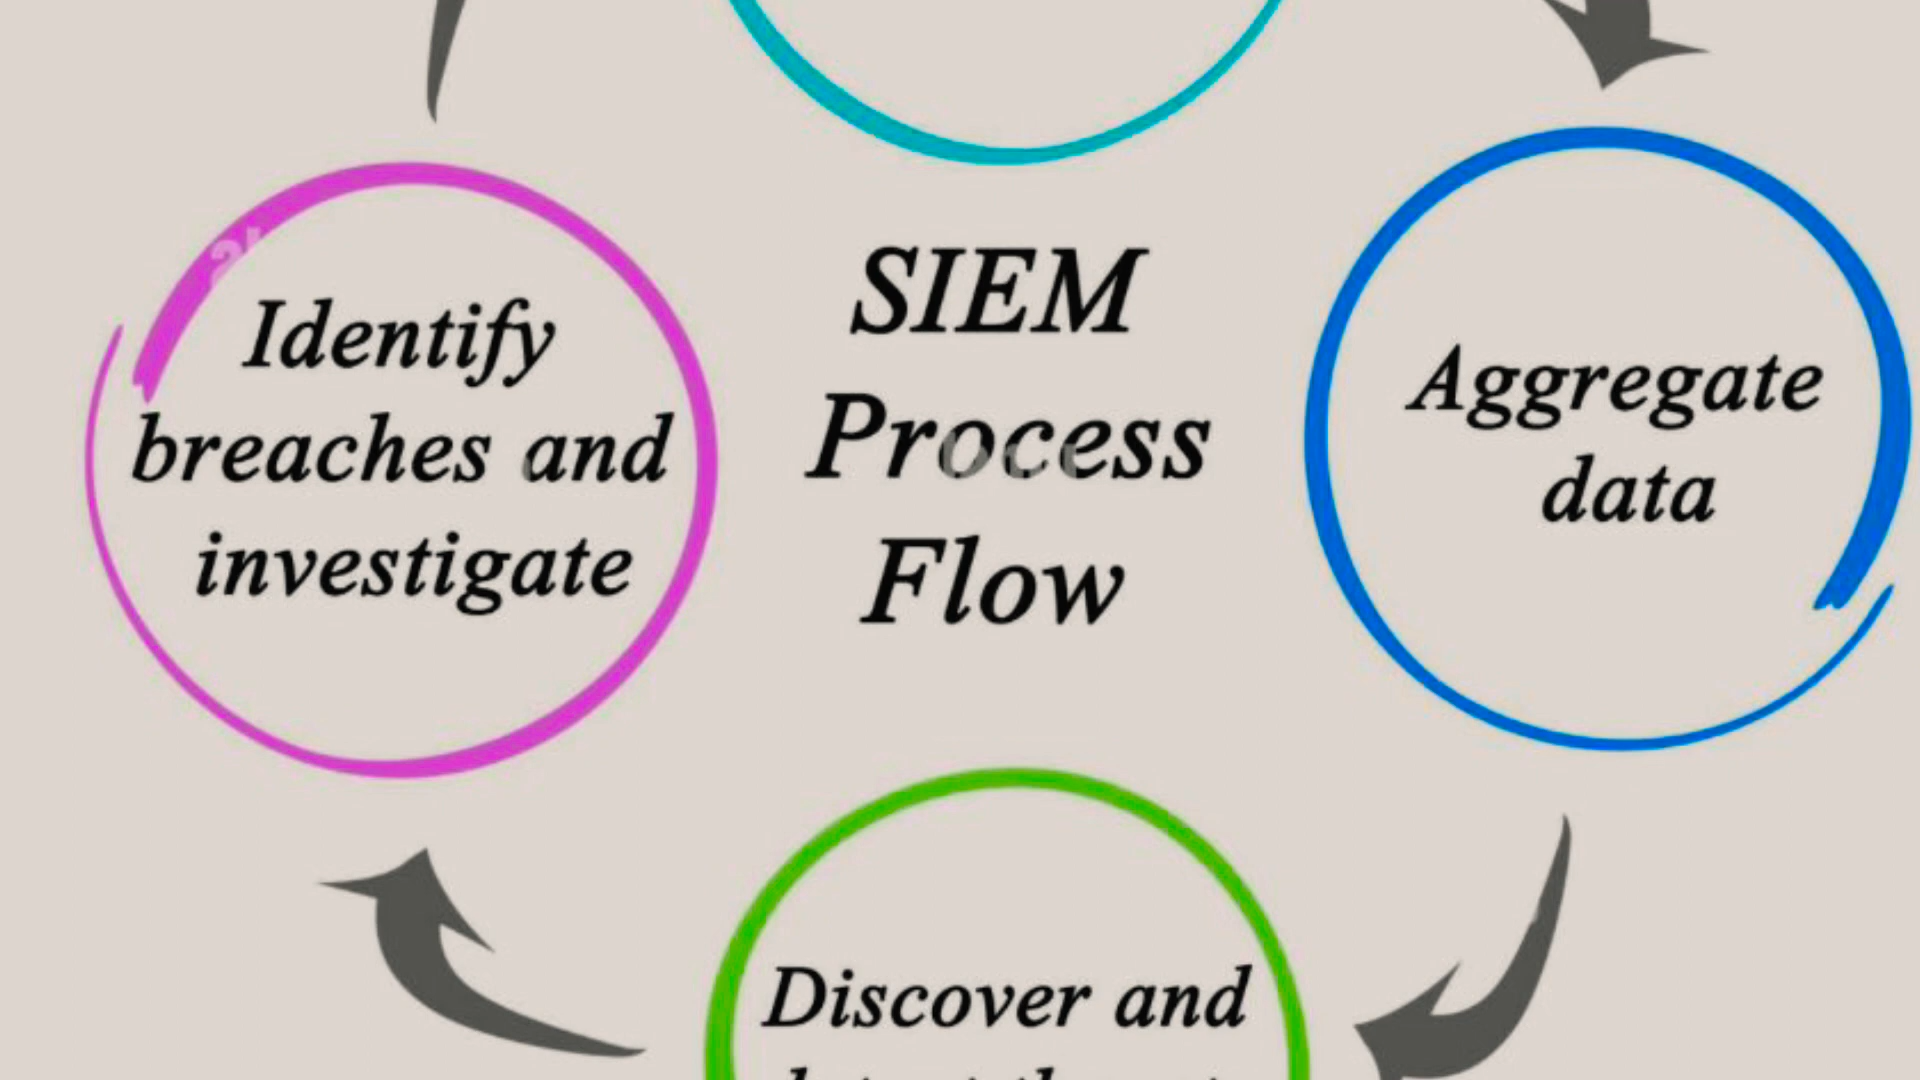 SIEM
Process
Flow
Identify
breaches and
investigate
Aggregate
data
Discover and